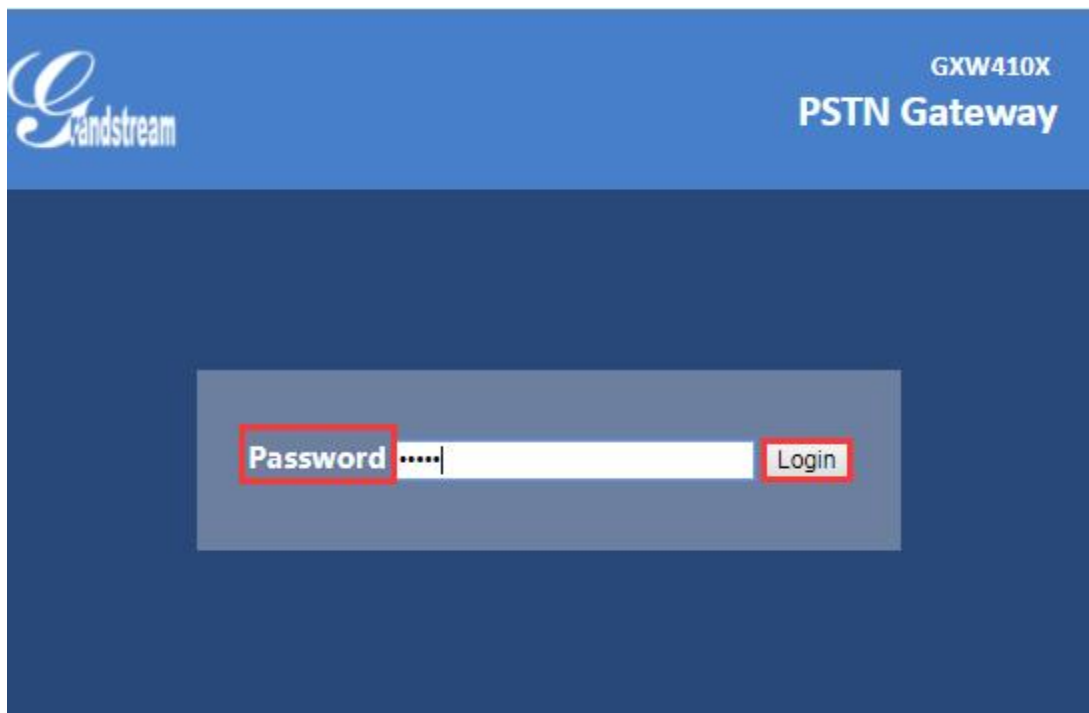 Grandstream
GXW410X
PSTN Gateway
Password •••••
Login